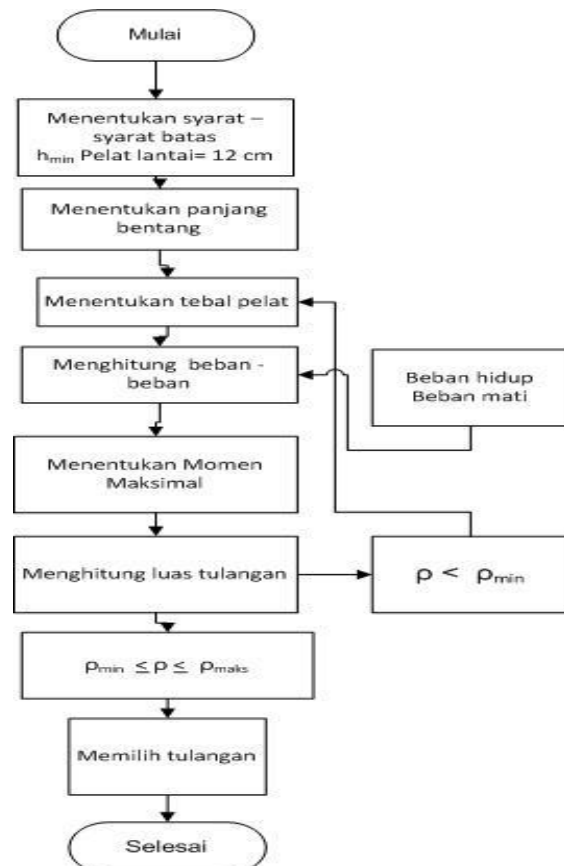 Mulai
Menentukan syarat –
syarat batas
hmin Pelat lantai= 12 cm
Menentukan panjang
bentang
Menentukan tebal pelat
Menghitung beban -
beban
Beban hidup
Beban mati
Menentukan Momen
Maksimal
Menghitung luas tulangan
ρ < ρmin
ρmin ≤ ρ ≤ ρmaks
Memilih tulangan
Selesai